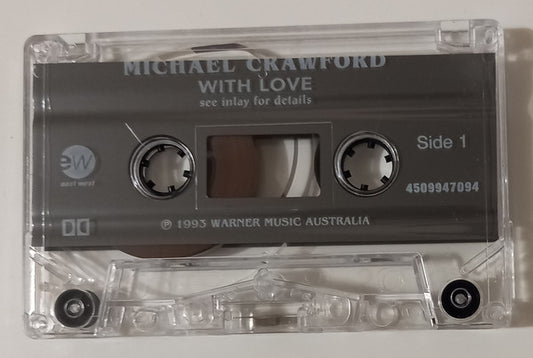 MICHAEL CRAWFORD
WITH LOVE
see inlay for details
Side 1
ew
east west
4509947094
℗ 1993 WARNER MUSIC AUSTRALIA